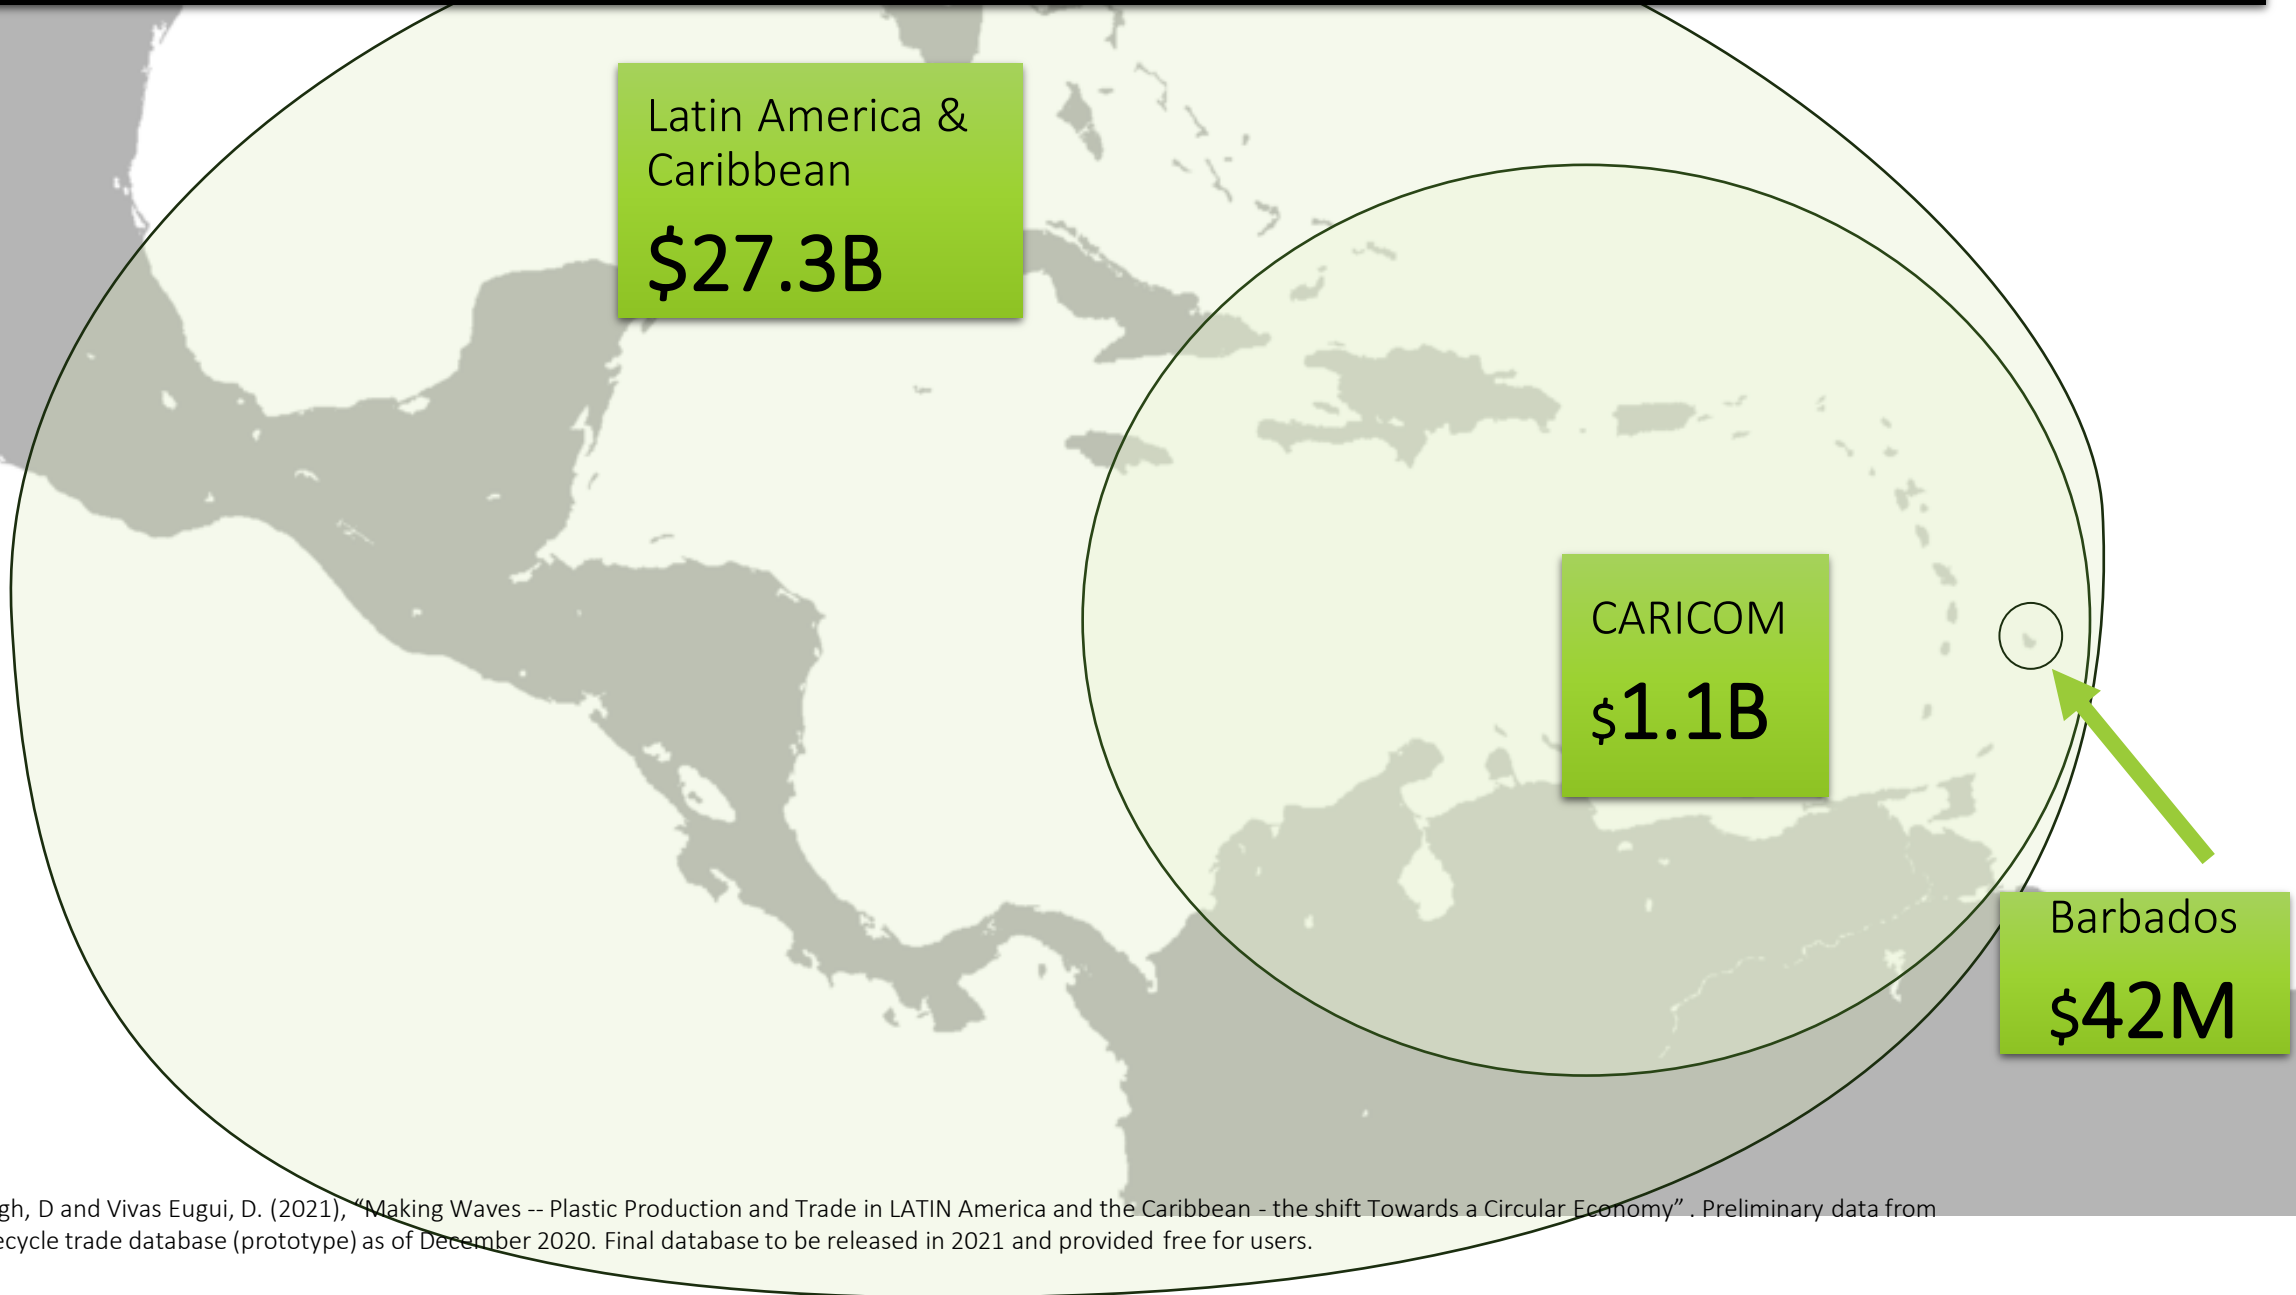 Latin America &
Caribbean
$27.3B
CARICOM
$1.1B
Barbados
$42M
gh, D and Vivas Eugui, D. (2021), “Making Waves -- Plastic Production and Trade in LATIN America and the Caribbean - the shift Towards a Circular Economy” . Preliminary data from
ecycle trade database (prototype) as of December 2020. Final database to be released in 2021 and provided free for users.